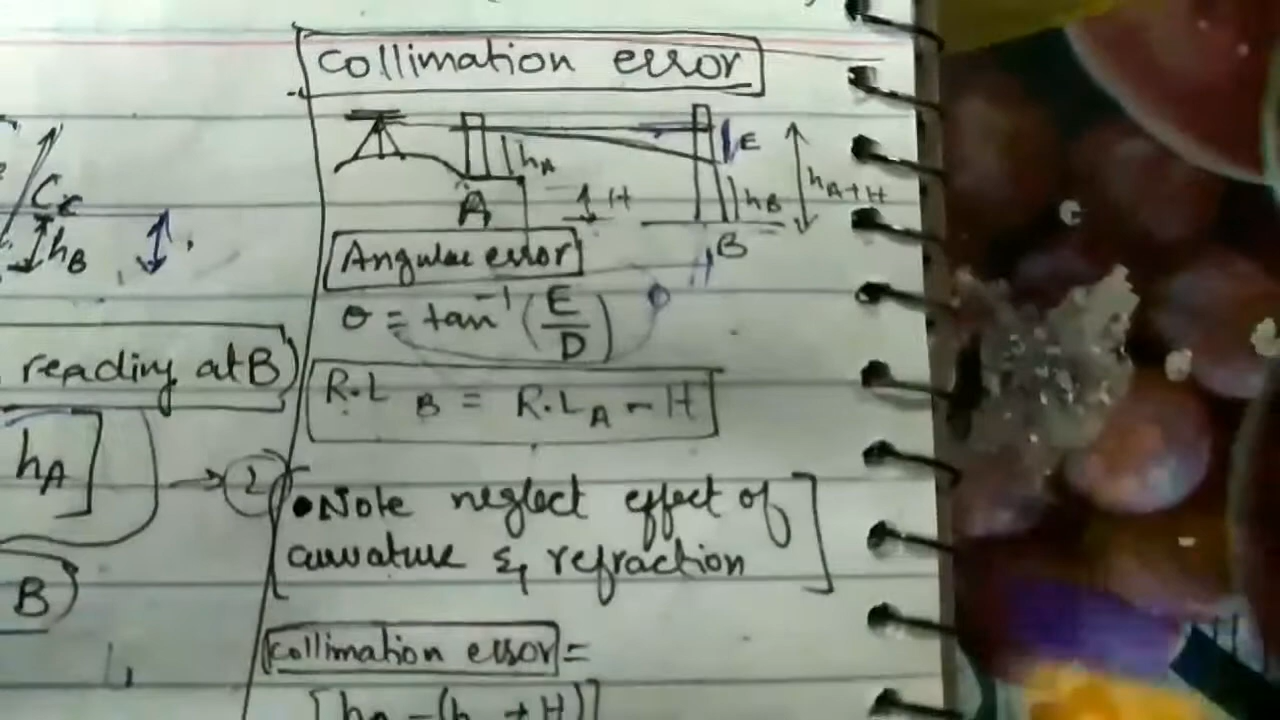 Collimation error
E
hA
H
hB
hA+H
A
B
Cc
hB
Angular error
θ = tan⁻¹ (E/D)
reading at B
R.L B = R.LA - H
hA
2
• Note neglect effect of
curvature & refraction
B
Collimation error =